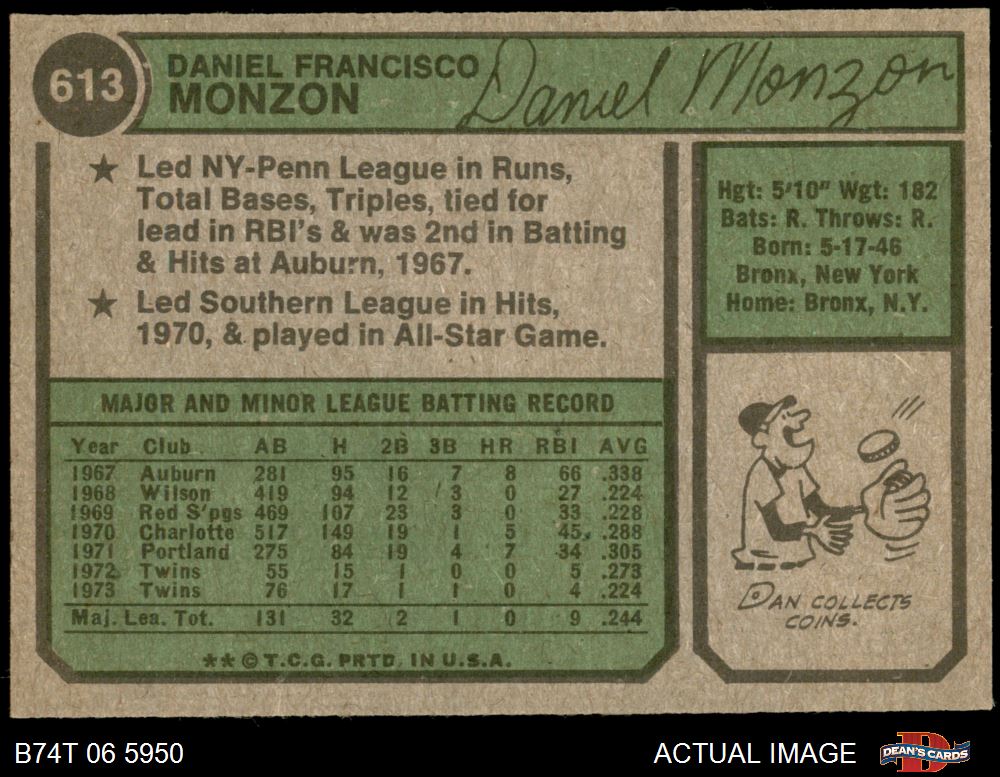 613
DANIEL FRANCISCO
MONZON
Daniel Monzon
★ Led NY-Penn League in Runs,
Total Bases, Triples, tied for
lead in RBI's & was 2nd in Batting
& Hits at Auburn, 1967.
★ Led Southern League in Hits,
1970, & played in All-Star Game.
Hgt: 5'10" Wgt: 182
Bats: R. Throws: R.
Born: 5-17-46
Bronx, New York
Home: Bronx, N.Y.
MAJOR AND MINOR LEAGUE BATTING RECORD
Year Club AB H 2B 3B HR RBI AVG
1967 Auburn 281 95 16 7 8 66 .338
1968 Wilson 419 94 12 3 0 27 .224
1969 Red S'pgs 469 107 23 3 0 33 .228
1970 Charlotte 517 149 19 1 5 45 .288
1971 Portland 275 84 19 4 7 34 .305
1972 Twins 55 15 1 0 0 5 .273
1973 Twins 76 17 1 1 0 4 .224
Maj. Lea. Tot. 131 32 2 1 0 9 .244
** © T.C.G. PRTD. IN U.S.A.
DAN COLLECTS
COINS.
B74T 06 5950
ACTUAL IMAGE
DEAN'S CARDS